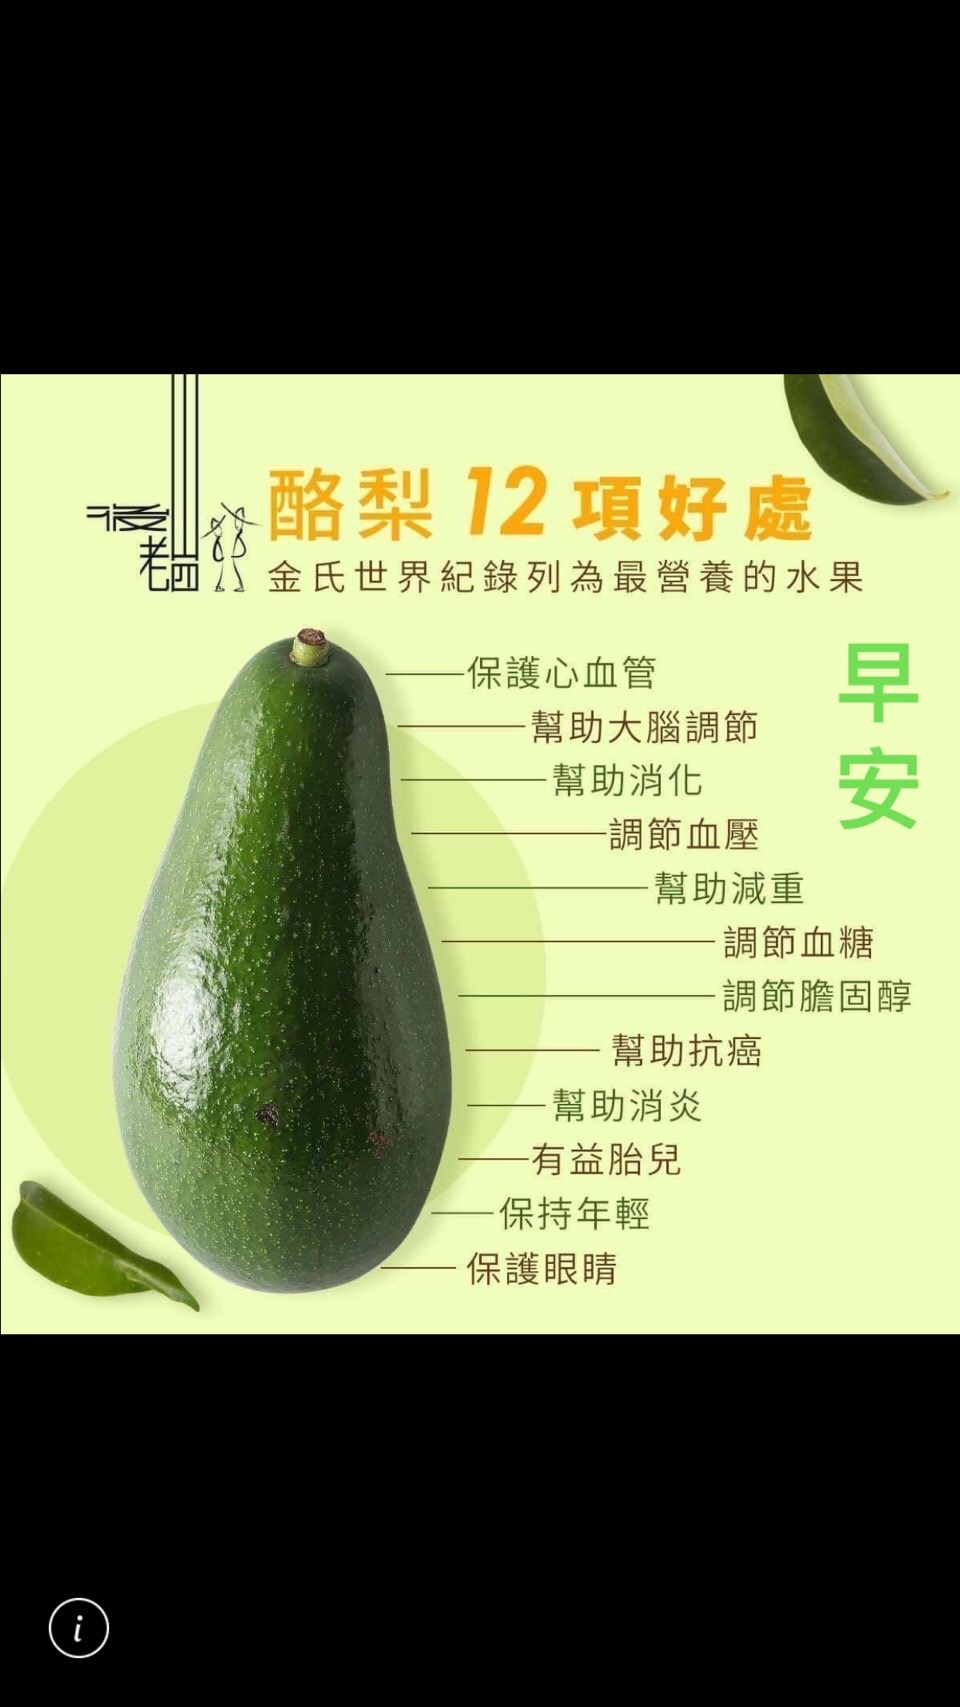 酪梨 12 項好處
金氏世界紀錄列為最營養的水果
早安
保護心血管
幫助大腦調節
幫助消化
調節血壓
幫助減重
調節血糖
調節膽固醇
幫助抗癌
幫助消炎
有益胎兒
保持年輕
保護眼睛
i